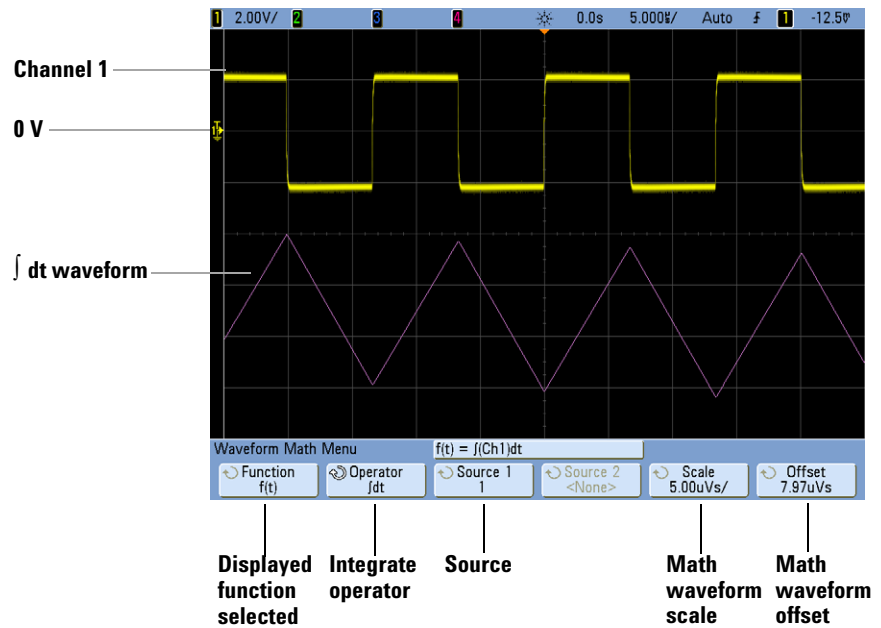 1 2.00V/ 2 3 4 0.0s 5.000㎲/ Auto 1 -12.5▽
Channel 1
0 V
∫ dt waveform
Waveform Math Menu f(t) = ∫(Ch1)dt
Function Operator Source 1 Source 2 Scale Offset
f(t) ∫dt 1 <None> 5.00uVs/ 7.97uVs
Displayed Integrate Source Math Math
function operator waveform waveform
selected scale offset